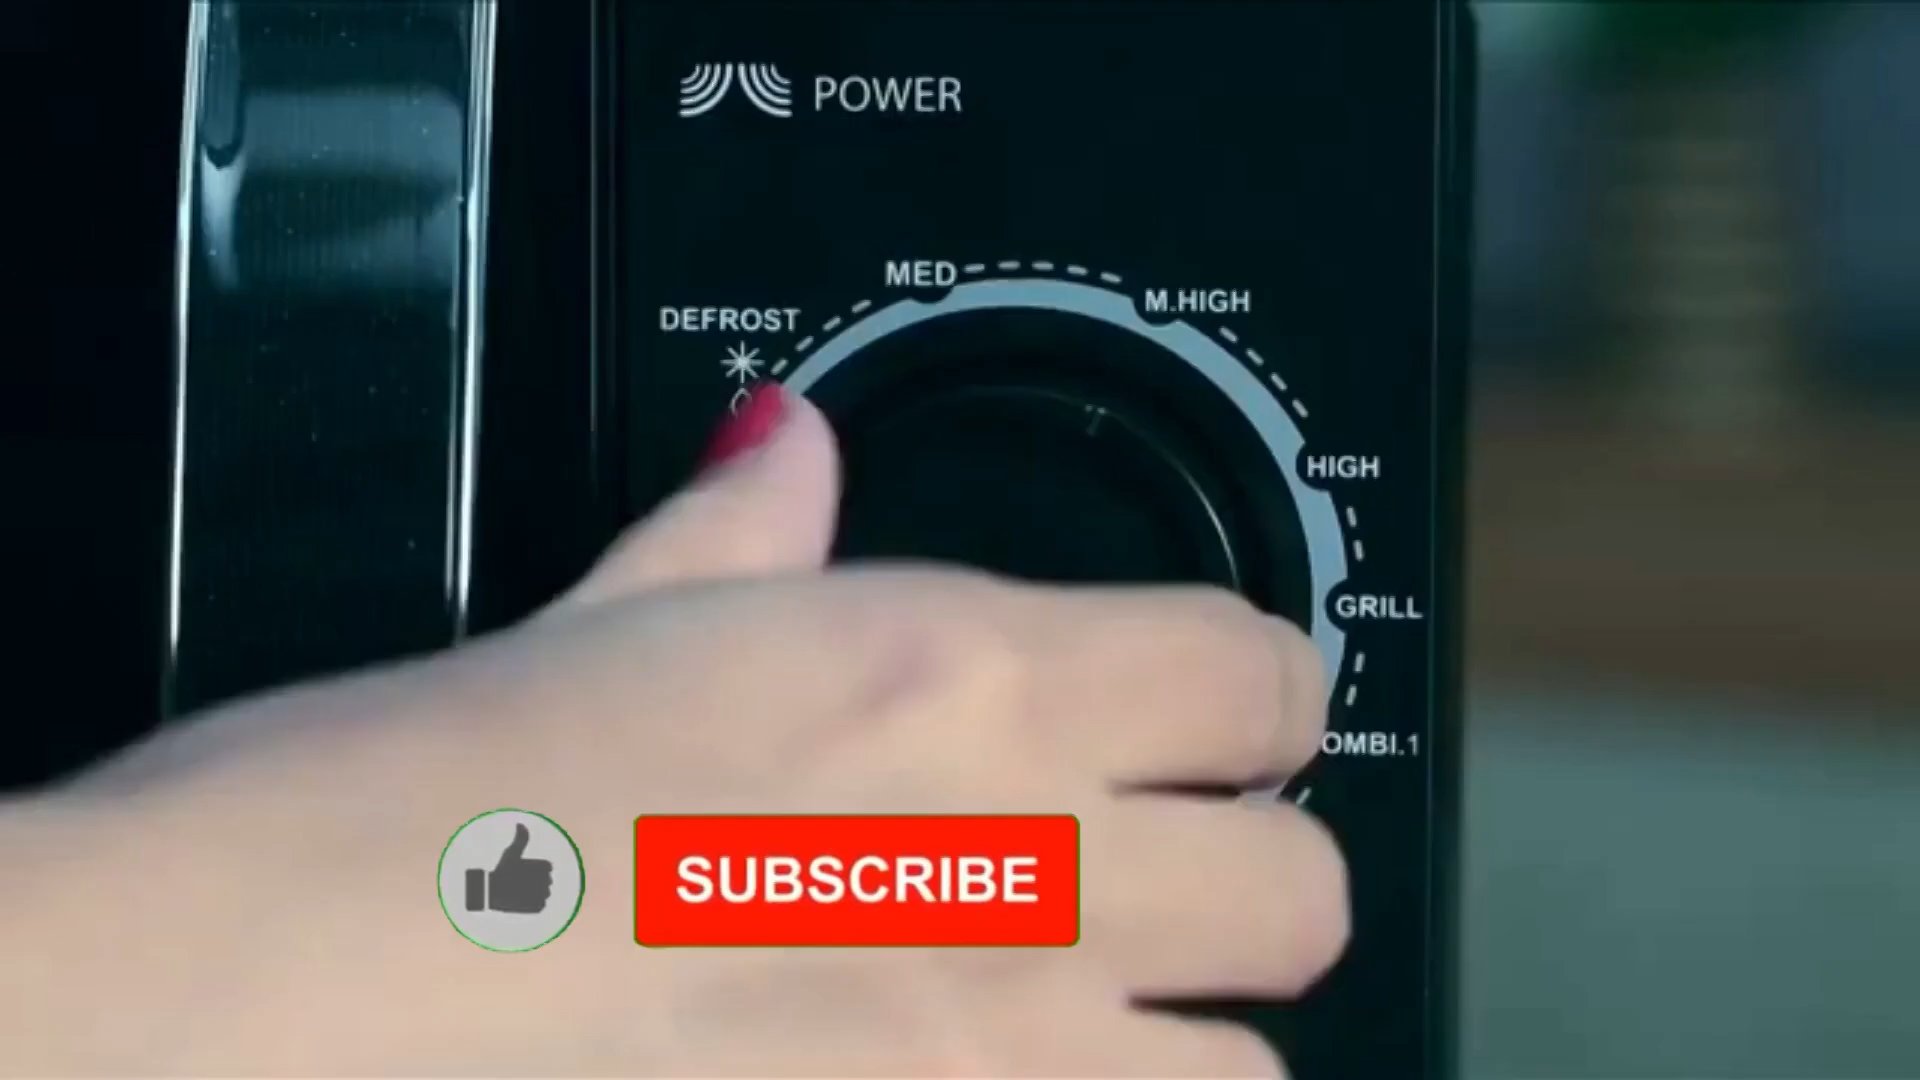 POWER
MED
M.HIGH
DEFROST
HIGH
GRILL
OMBI.1
SUBSCRIBE